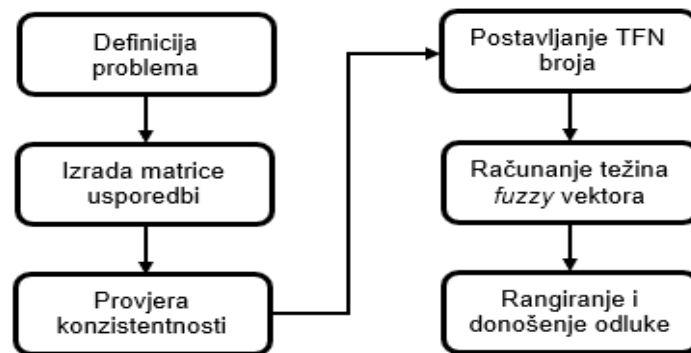 Definicija
problema
Izrada matrice
usporedbi
Provjera
konzistentnosti
Postavljanje TFN
broja
Računanje težina
fuzzy vektora
Rangiranje i
donošenje odluke